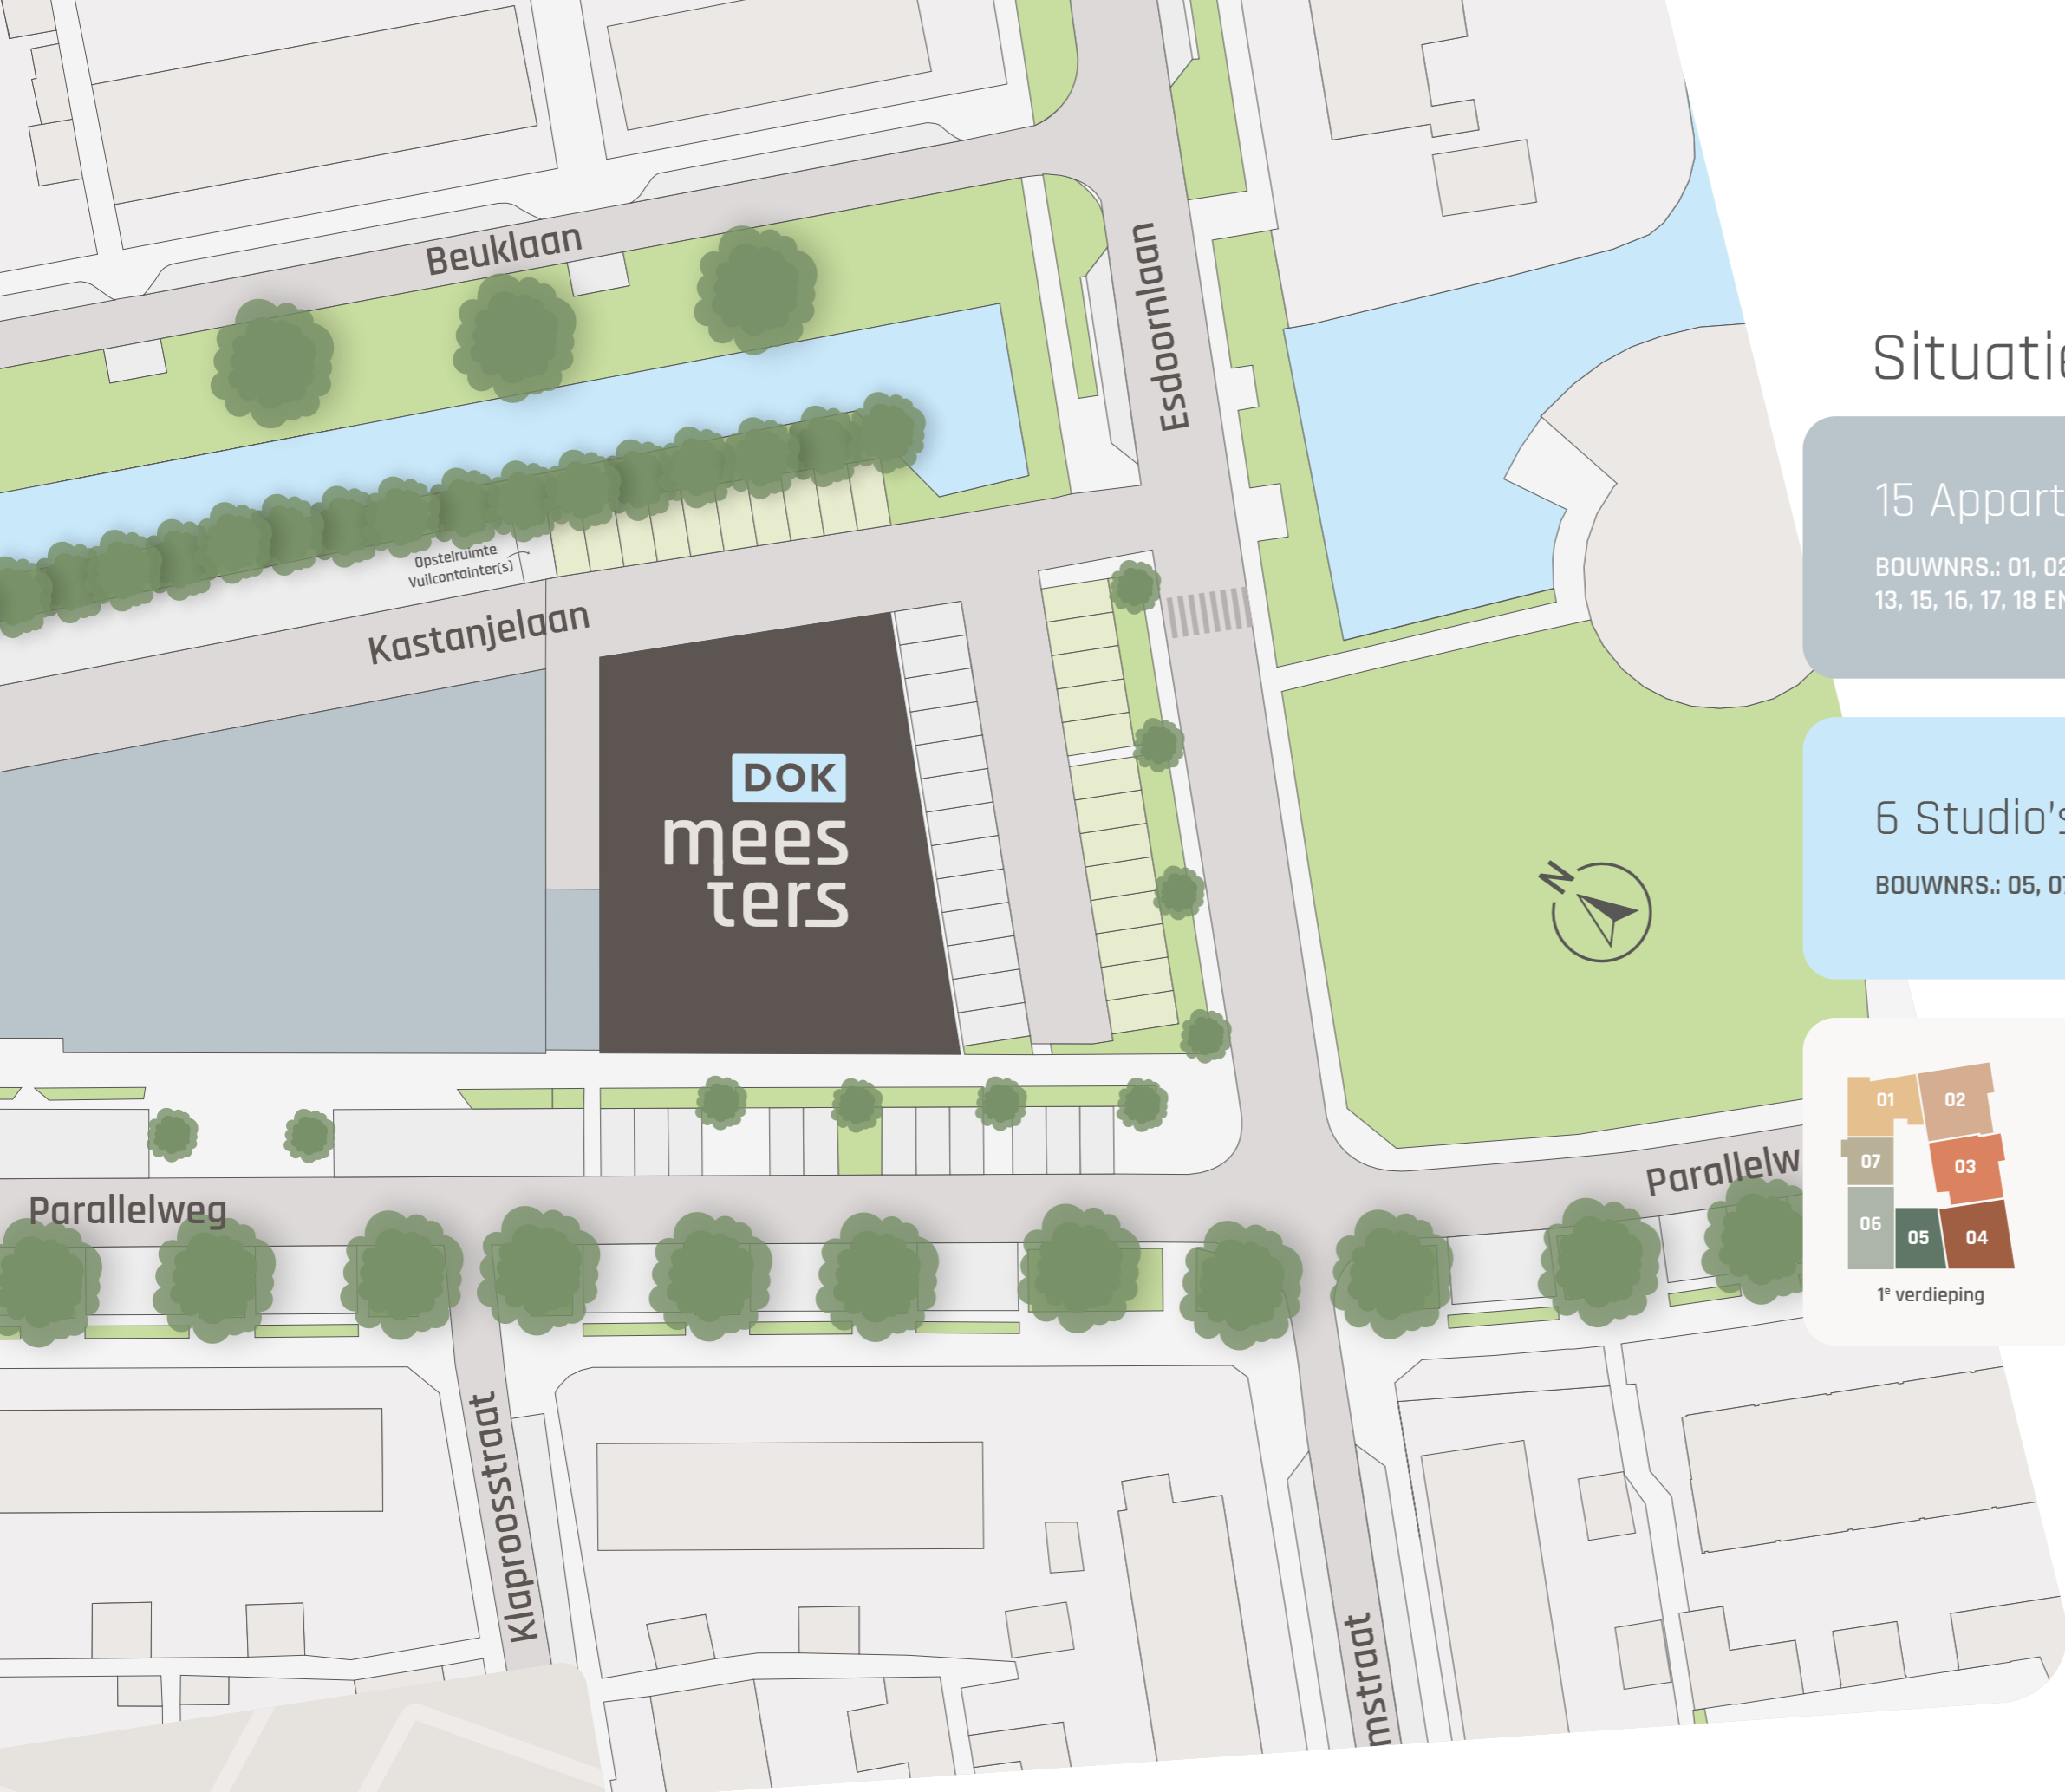 Beuklaan
Esdoornlaan
Situatie
15 Appart
BOUWNRS.: 01, 02
13, 15, 16, 17, 18 EN
Opstelruimte
Vuilcontainter(s)
Kastanjelaan
DOK
mees
ters
6 Studio's
BOUWNRS.: 05, 07
N
01
02
07
03
06
05
04
1e verdieping
Parallelweg
Parallelw
Klaproosstraat
mstraat